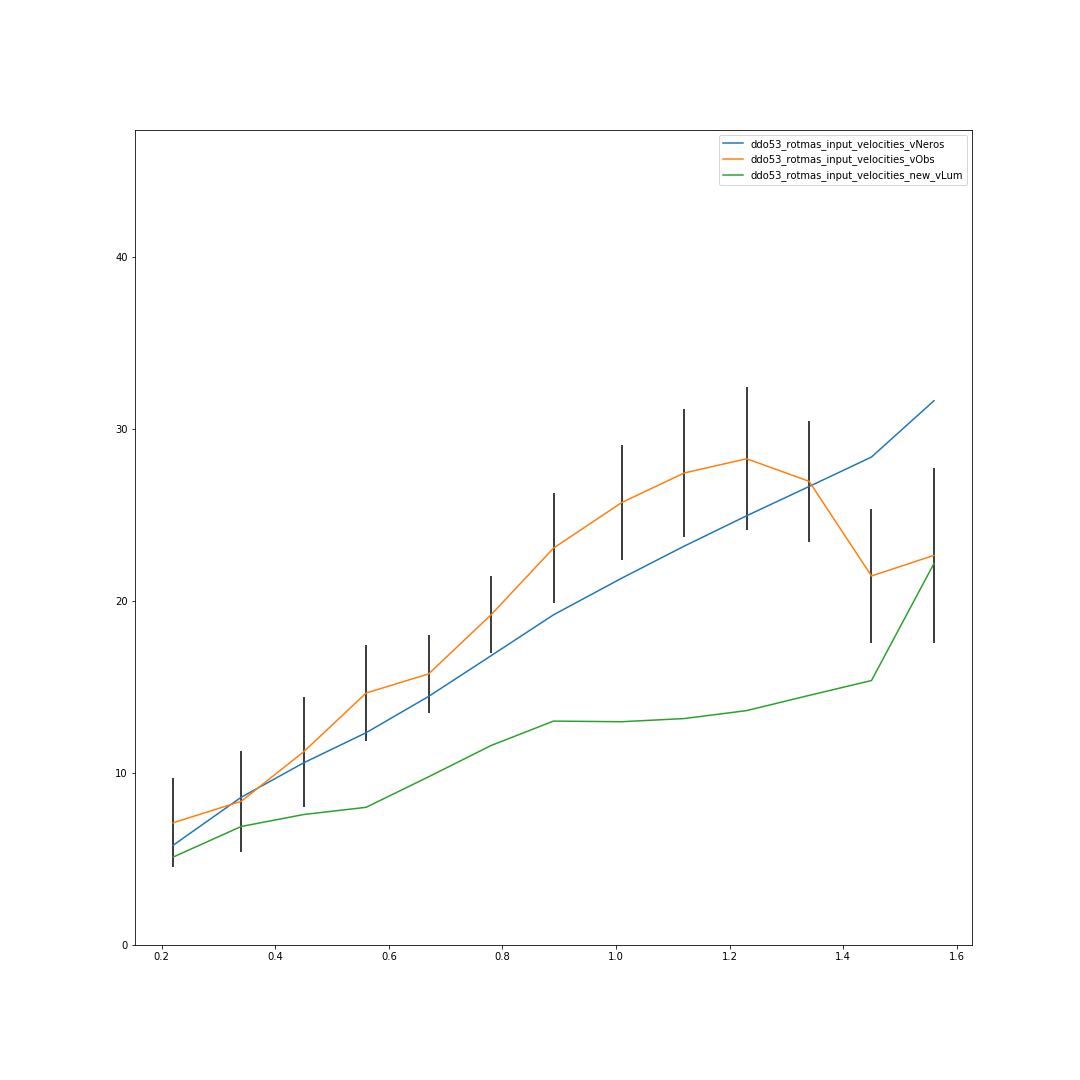 ddo53_rotmas_input_velocities_vNeros
ddo53_rotmas_input_velocities_vObs
ddo53_rotmas_input_velocities_new_vLum
40
30
20
10
0
0.2 0.4 0.6 0.8 1.0 1.2 1.4 1.6